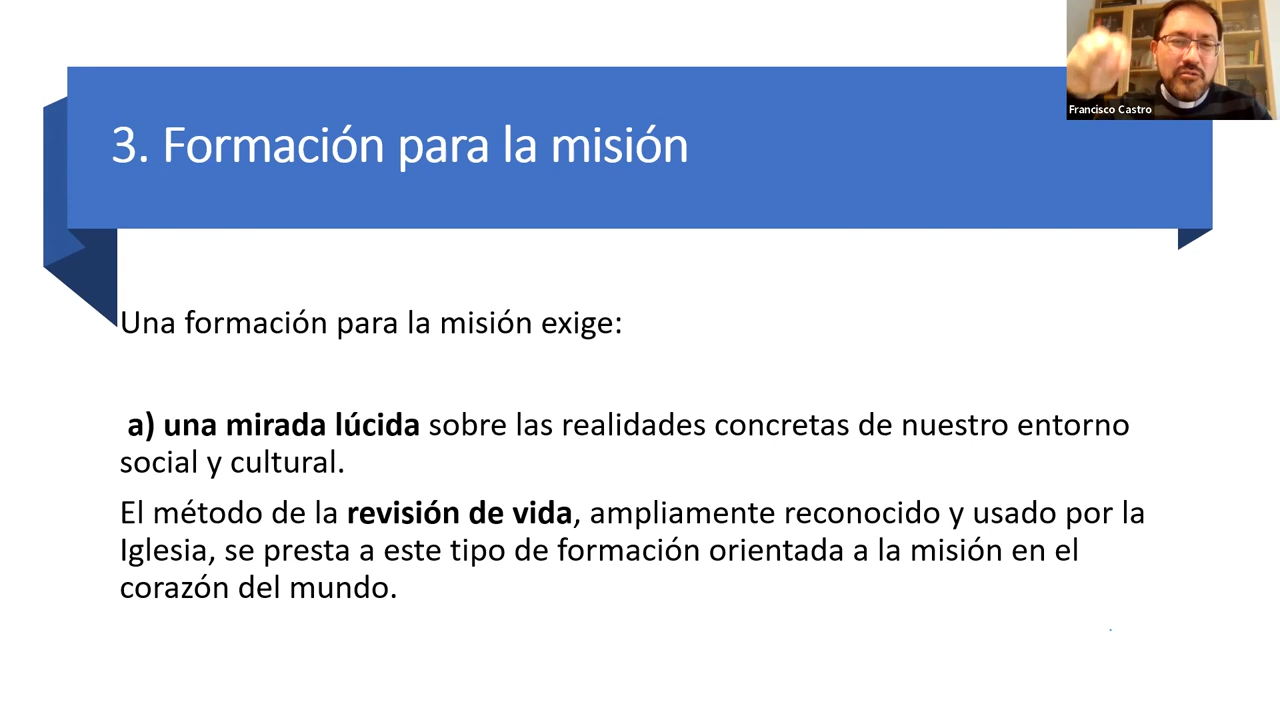 Francisco Castro
3. Formación para la misión
Una formación para la misión exige:
a) una mirada lúcida sobre las realidades concretas de nuestro entorno
social y cultural.
El método de la revisión de vida, ampliamente reconocido y usado por la
Iglesia, se presta a este tipo de formación orientada a la misión en el
corazón del mundo.